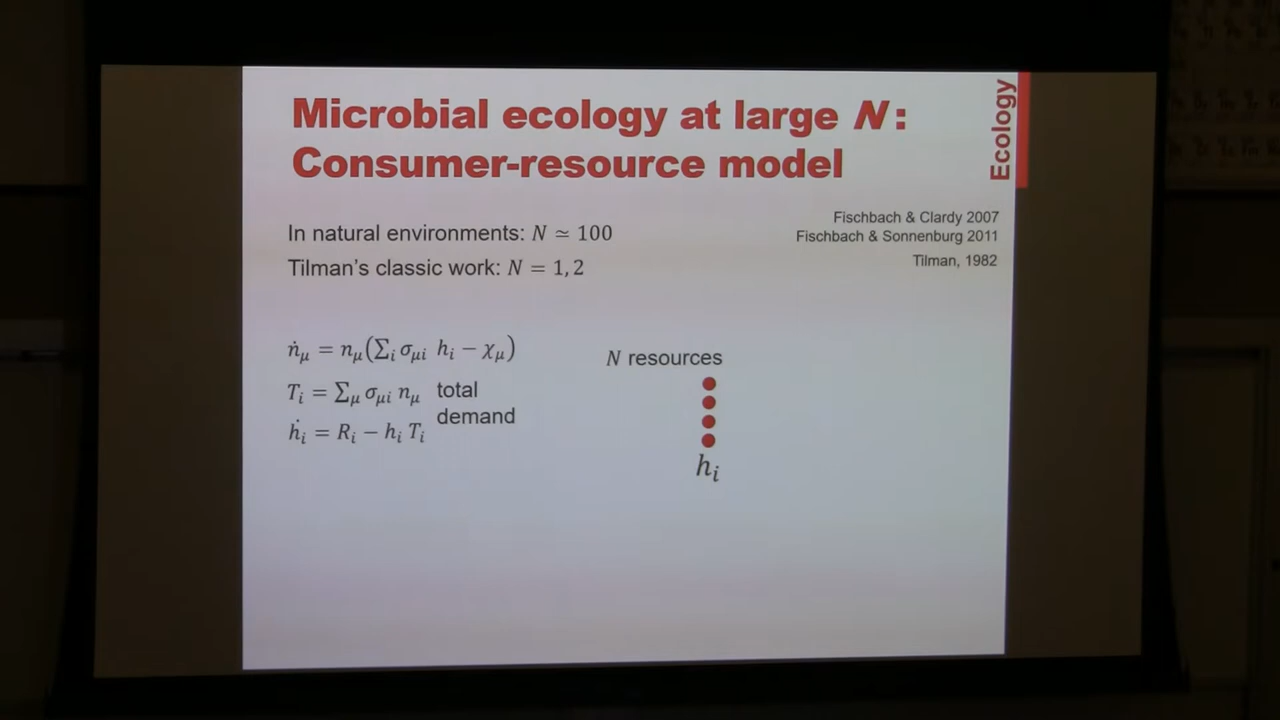 Microbial ecology at large N:
Consumer-resource model
Ecology
Fischbach & Clardy 2007
In natural environments: N ≃ 100
Fischbach & Sonnenburg 2011
Tilman's classic work: N = 1, 2
Tilman, 1982
ṅ_μ = n_μ(∑_i σ_μi h_i − χ_μ)
N resources
T_i = ∑_μ σ_μi n_μ total
demand
ḣ_i = R_i − h_i T_i
h_i